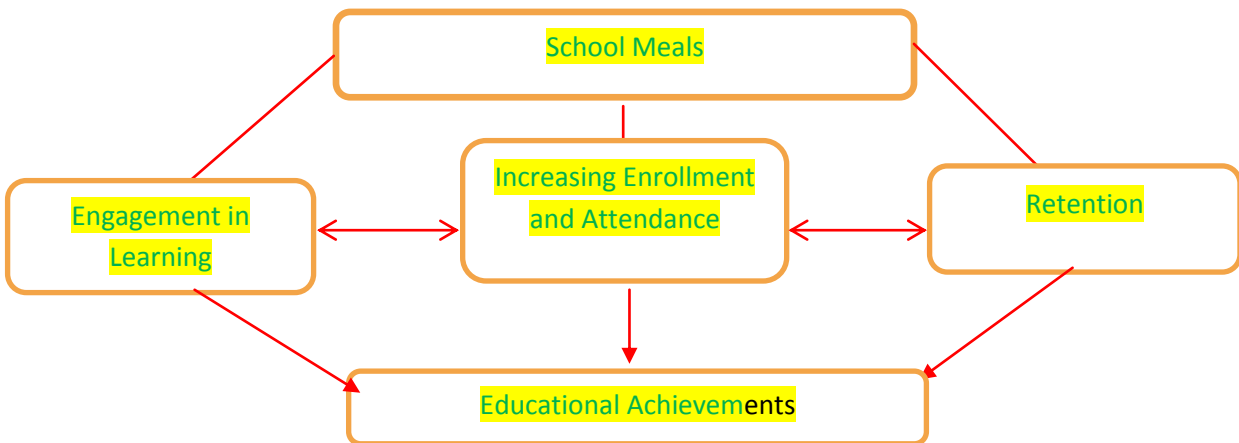 School Meals
Increasing Enrollment
and Attendance
Engagement in
Learning
Retention
Educational Achievements